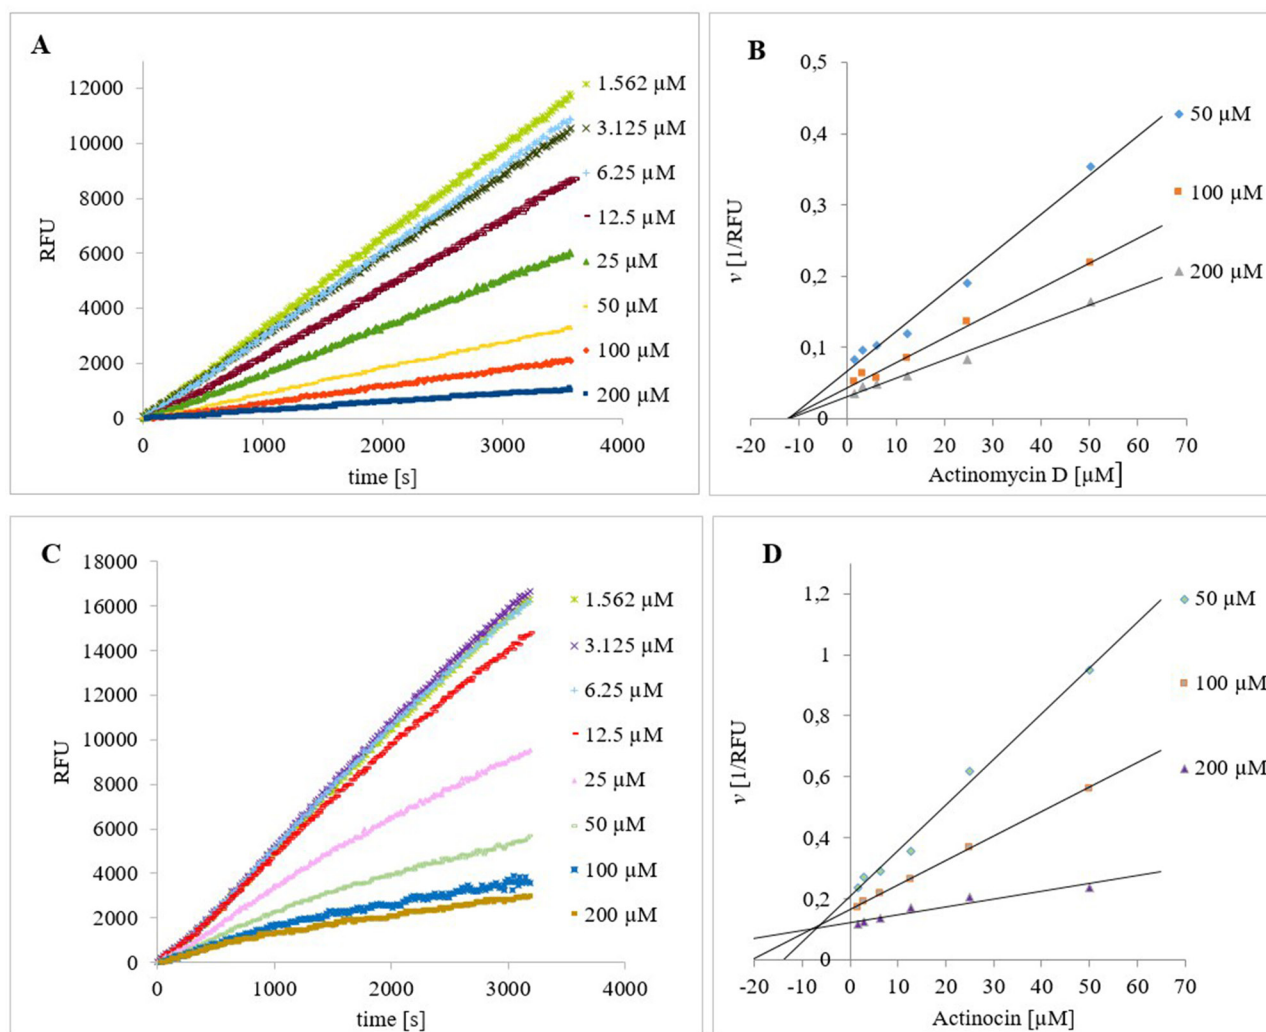 A
12000
10000
8000
6000
4000
2000
0
RFU
0 1000 2000 3000 4000
time [s]
1.562 µM
3.125 µM
6.25 µM
12.5 µM
25 µM
50 µM
100 µM
200 µM
B
0,5
0,4
0,3
0,2
0,1
0
v [1/RFU
-20 -10 0 10 20 30 40 50 60 70
Actinomycin D [µM]
50 µM
100 µM
200 µM
C
18000
16000
14000
12000
10000
8000
6000
4000
2000
0
RFU
0 1000 2000 3000 4000
time [s]
1.562 µM
3.125 µM
6.25 µM
12.5 µM
25 µM
50 µM
100 µM
200 µM
D
1,2
1
0,8
0,6
0,4
0,2
0
v [1/RFU
-20 -10 0 10 20 30 40 50 60 70
Actinocin [µM]
50 µM
100 µM
200 µM